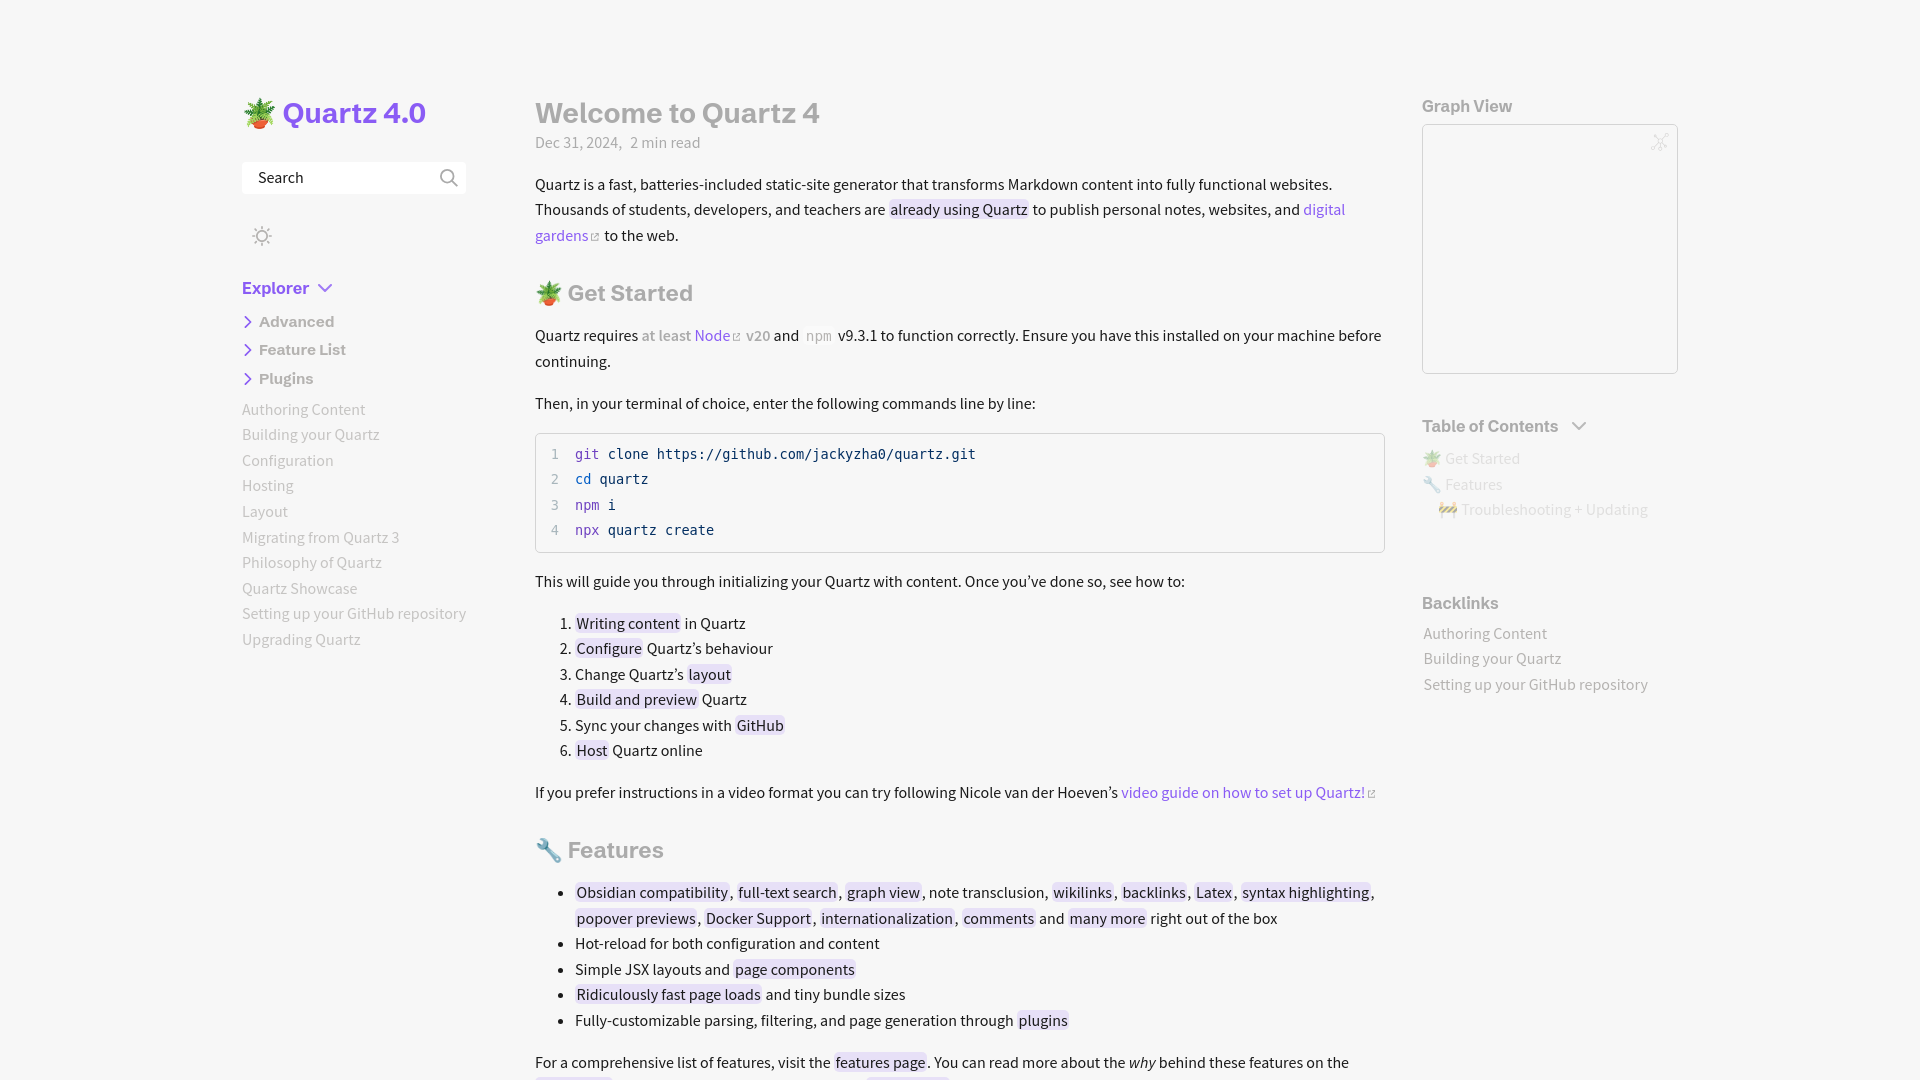 🪴 Quartz 4.0
Search
Explorer
Advanced
Feature List
Plugins
Authoring Content
Building your Quartz
Configuration
Hosting
Layout
Migrating from Quartz 3
Philosophy of Quartz
Quartz Showcase
Setting up your GitHub repository
Upgrading Quartz
Welcome to Quartz 4
Dec 31, 2024, 2 min read
Quartz is a fast, batteries-included static-site generator that transforms Markdown content into fully functional websites.
Thousands of students, developers, and teachers are already using Quartz to publish personal notes, websites, and digital
gardens to the web.
🪴 Get Started
Quartz requires at least Node v20 and npm v9.3.1 to function correctly. Ensure you have this installed on your machine before
continuing.
Then, in your terminal of choice, enter the following commands line by line:
1 git clone https://github.com/jackyzha0/quartz.git
2 cd quartz
3 npm i
4 npx quartz create
This will guide you through initializing your Quartz with content. Once you’ve done so, see how to:
1. Writing content in Quartz
2. Configure Quartz’s behaviour
3. Change Quartz’s layout
4. Build and preview Quartz
5. Sync your changes with GitHub
6. Host Quartz online
If you prefer instructions in a video format you can try following Nicole van der Hoeven’s video guide on how to set up Quartz!
🔧 Features
• Obsidian compatibility, full-text search, graph view, note transclusion, wikilinks, backlinks, Latex, syntax highlighting,
popover previews, Docker Support, internationalization, comments and many more right out of the box
• Hot-reload for both configuration and content
• Simple JSX layouts and page components
• Ridiculously fast page loads and tiny bundle sizes
• Fully-customizable parsing, filtering, and page generation through plugins
For a comprehensive list of features, visit the features page. You can read more about the why behind these features on the
Graph View
Table of Contents
🪴 Get Started
🔧 Features
🚧 Troubleshooting + Updating
Backlinks
Authoring Content
Building your Quartz
Setting up your GitHub repository